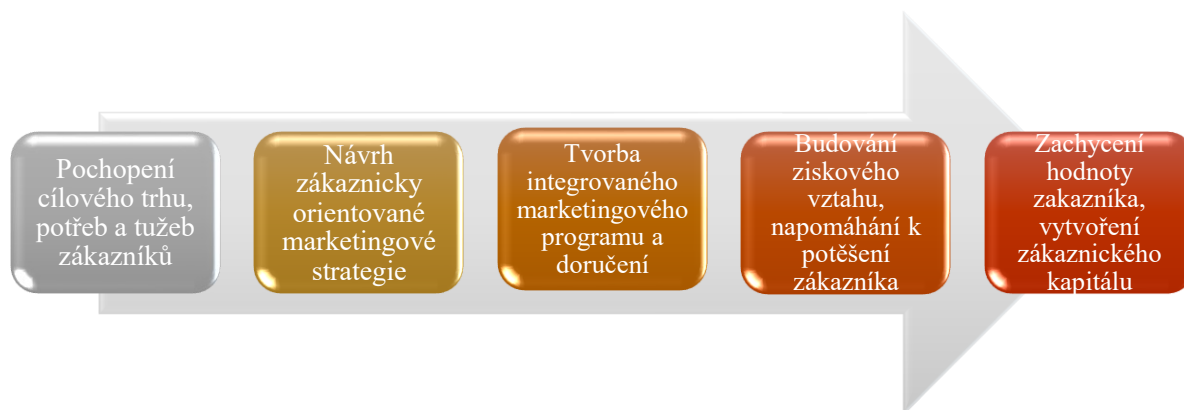 Pochopení
cílového trhu,
potřeb a tužeb
zákazníků
Návrh
zákaznicky
orientované
marketingové
strategie
Tvorba
integrovaného
marketingového
programu a
doručení
Budování
ziskového
vztahu,
napomáhání k
potěšení
zákazníka
Zachycení
hodnoty
zakazníka,
vytvoření
zákaznického
kapitálu